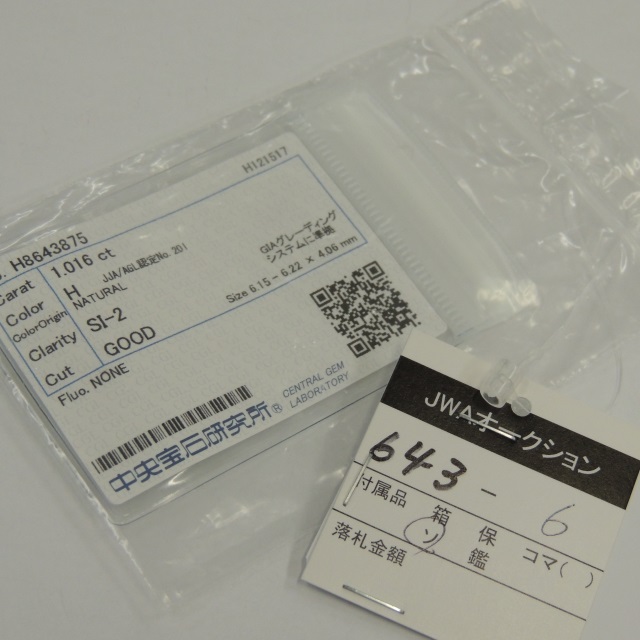 H121517
. H8643875
Carat 1.016 ct
Color H JJA/AGL認定No. 201 GIAグレーディング
システムに準拠
ColorOrigin NATURAL
Clarity SI-2 Size 6.15 - 6.22 x 4.06 mm
Cut GOOD
Fluo. NONE
中央宝石研究所® CENTRAL GEM
LABORATORY
JWAオークション
643 - 6
付属品 箱 保 コマ( )
ソ 鑑
落札金額